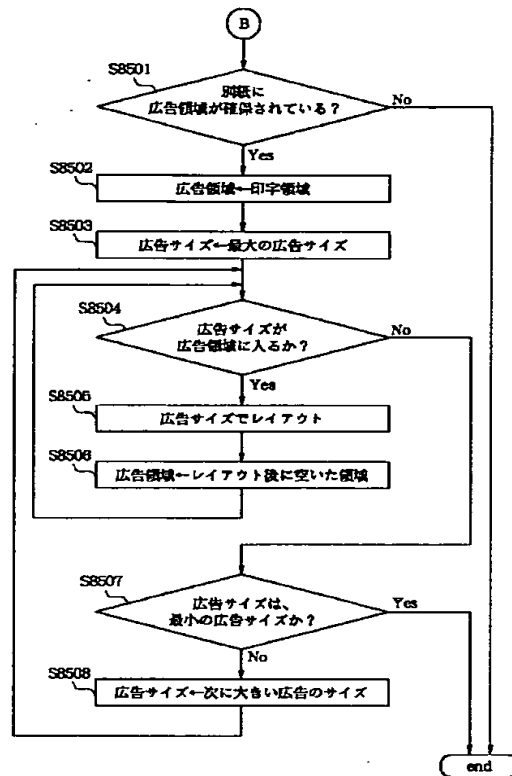 B
S8501
別紙に
広告領域が確保されている？
No
Yes
S8502
広告領域←印字領域
S8503
広告サイズ←最大の広告サイズ
S8504
広告サイズが
広告領域に入るか？
No
Yes
S8505
広告サイズでレイアウト
S8506
広告領域←レイアウト後に空いた領域
S8507
広告サイズは、
最小の広告サイズか？
Yes
No
S8508
広告サイズ←次に大きい広告のサイズ
end